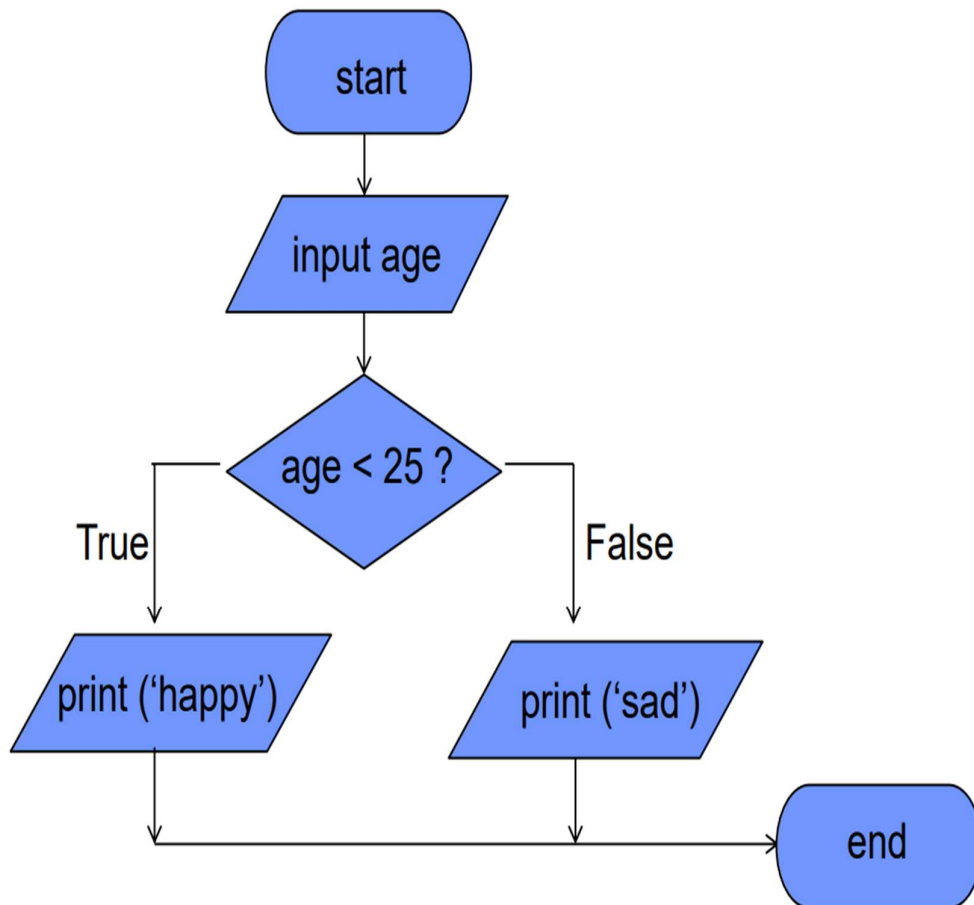 start
input age
age < 25 ?
True
False
print (‘happy’)
print (‘sad’)
end